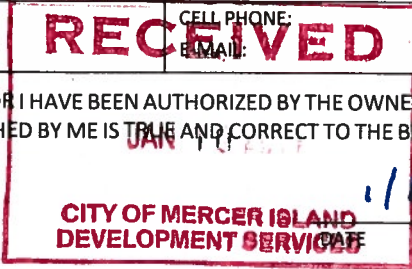 CELL PHONE:
RECEIVED
E-MAIL:
R I HAVE BEEN AUTHORIZED BY THE OWNE
HED BY ME IS TRUE AND CORRECT TO THE B
JAN
1/
CITY OF MERCER ISLAND
DEVELOPMENT SERVICES
DATE